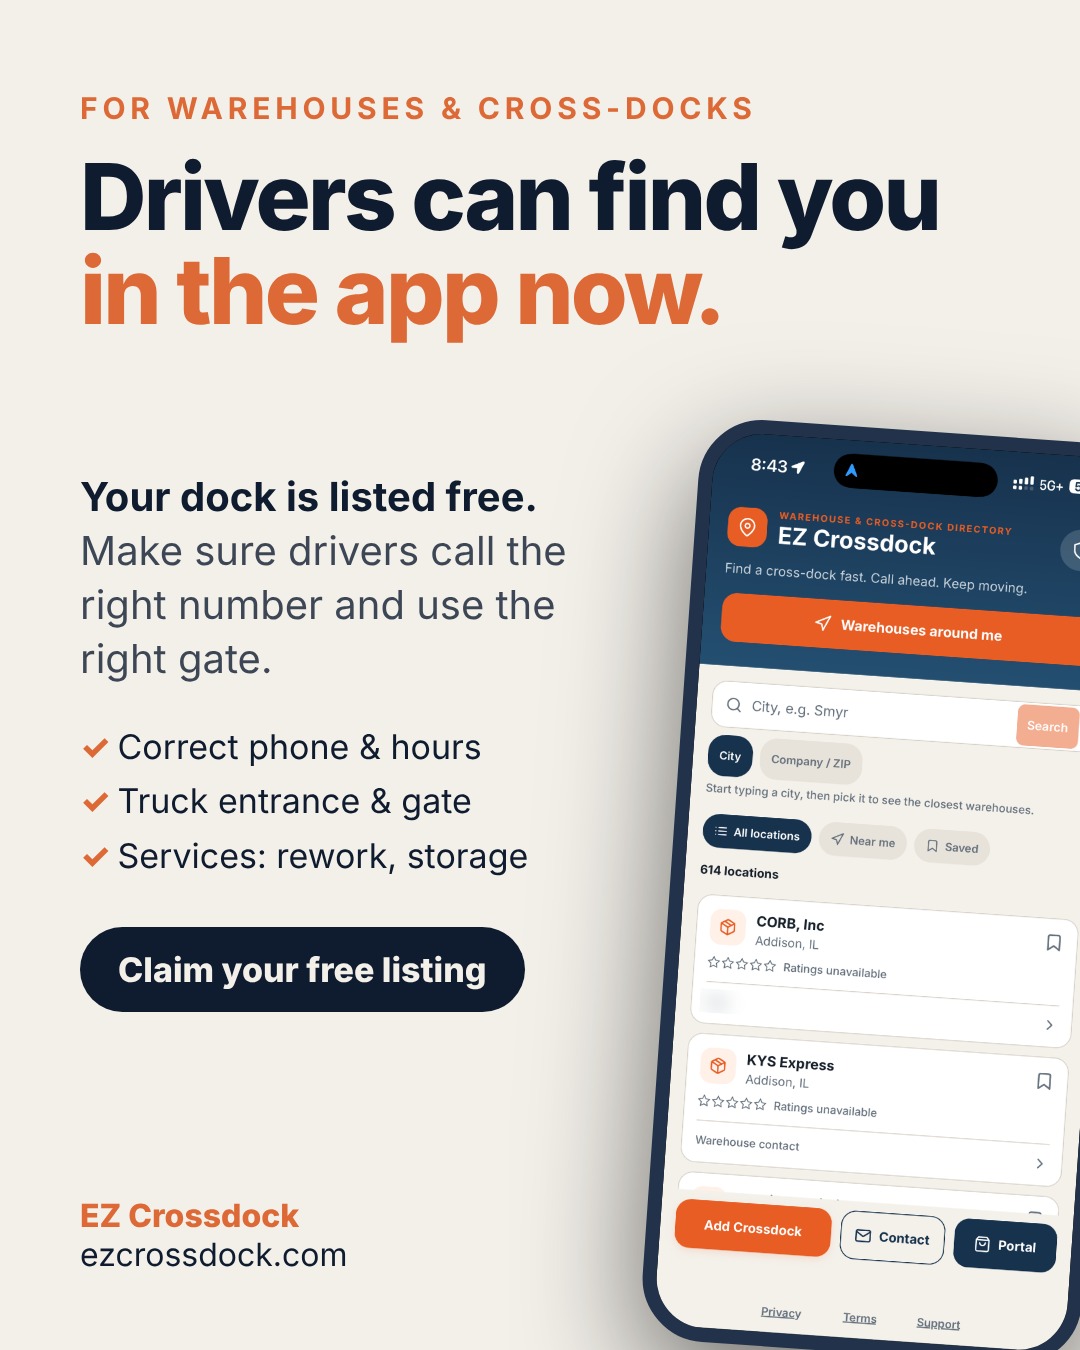 FOR WAREHOUSES & CROSS-DOCKS
Drivers can find you
in the app now.
Your dock is listed free.
Make sure drivers call the
right number and use the
right gate.
Correct phone & hours
Truck entrance & gate
Services: rework, storage
Claim your free listing
EZ Crossdock
ezcrossdock.com
8:43
5G+
WAREHOUSE & CROSS-DOCK DIRECTORY
EZ Crossdock
Find a cross-dock fast. Call ahead. Keep moving.
Warehouses around me
City, e.g. Smyr
Search
City
Company / ZIP
Start typing a city, then pick it to see the closest warehouses.
All locations
Near me
Saved
614 locations
CORB, Inc
Addison, IL
Ratings unavailable
KYS Express
Addison, IL
Ratings unavailable
Warehouse contact
Add Crossdock
Contact
Portal
Privacy
Terms
Support